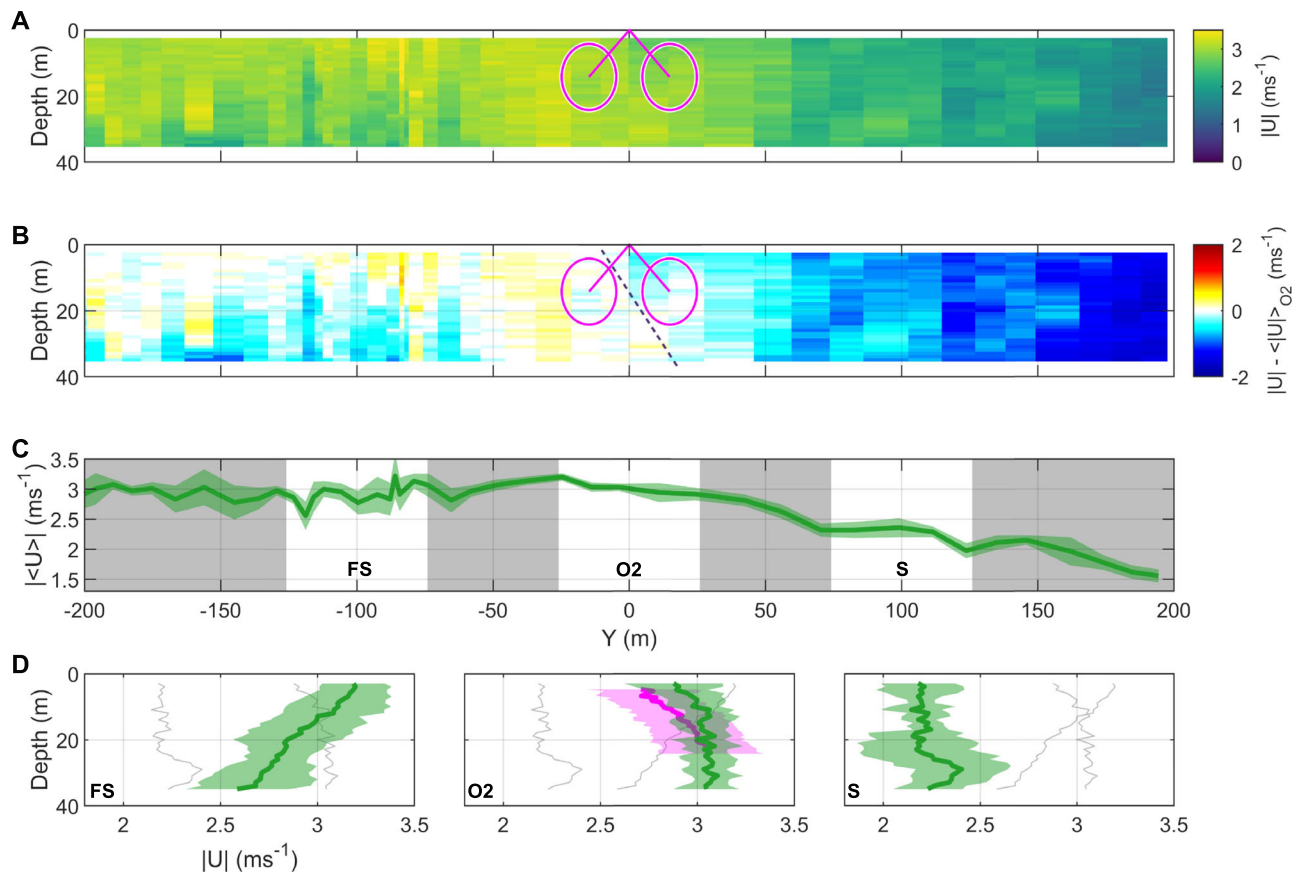 A
0
20
40
Depth (m)
3
2
1
0
|U| (ms⁻¹)
B
0
20
40
Depth (m)
2
0
-2
|U| - <|U|>O2 (ms⁻¹)
C
3.5
3
2.5
2
1.5
|<U>| (ms⁻¹)
FS O2 S
-200 -150 -100 -50 0 50 100 150 200
Y (m)
D
0
20
40
Depth (m)
FS O2 S
2 2.5 3 3.5 2 2.5 3 3.5 2 2.5 3 3.5
|U| (ms⁻¹)